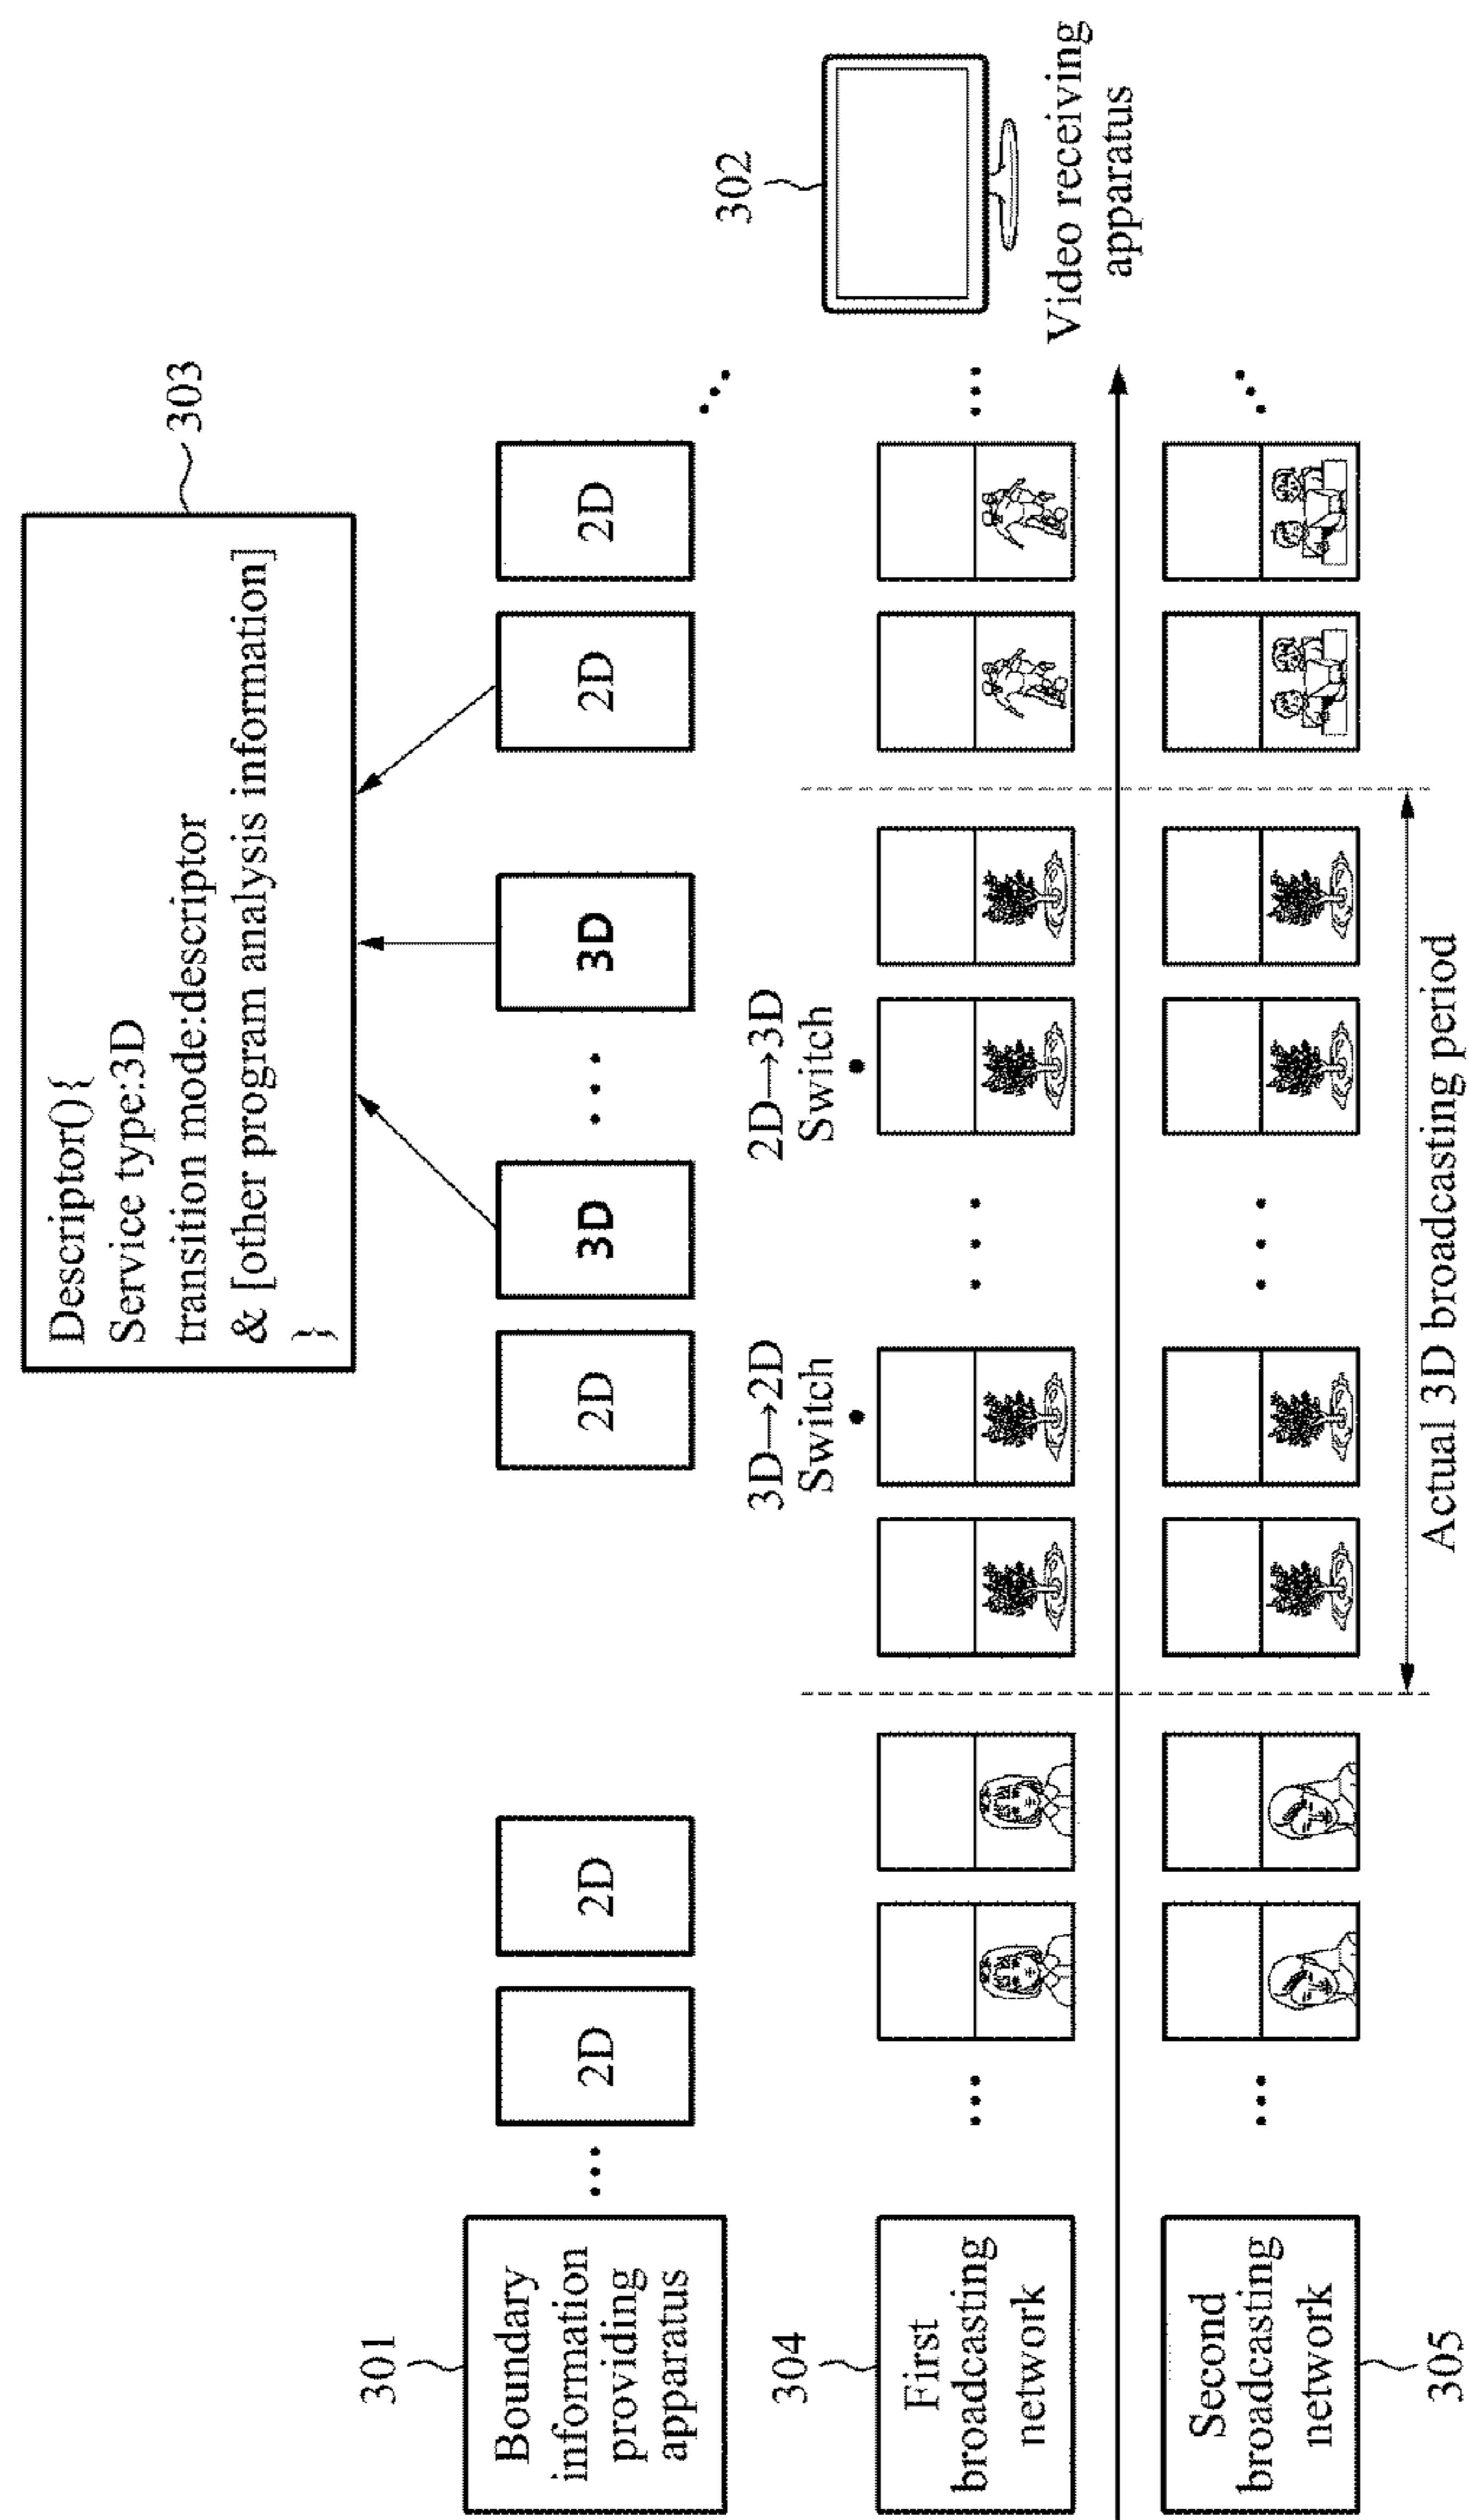 Descriptor() {
Service type:3D
transition mode:descriptor
& [other program analysis information]
}
303
301
Boundary
information
providing
apparatus
2D
2D
2D
3D
3D
2D
2D
302
Video receiving
apparatus
3D→2D
Switch
2D→3D
Switch
304
First
broadcasting
network
Second
broadcasting
network
305
Actual 3D broadcasting period